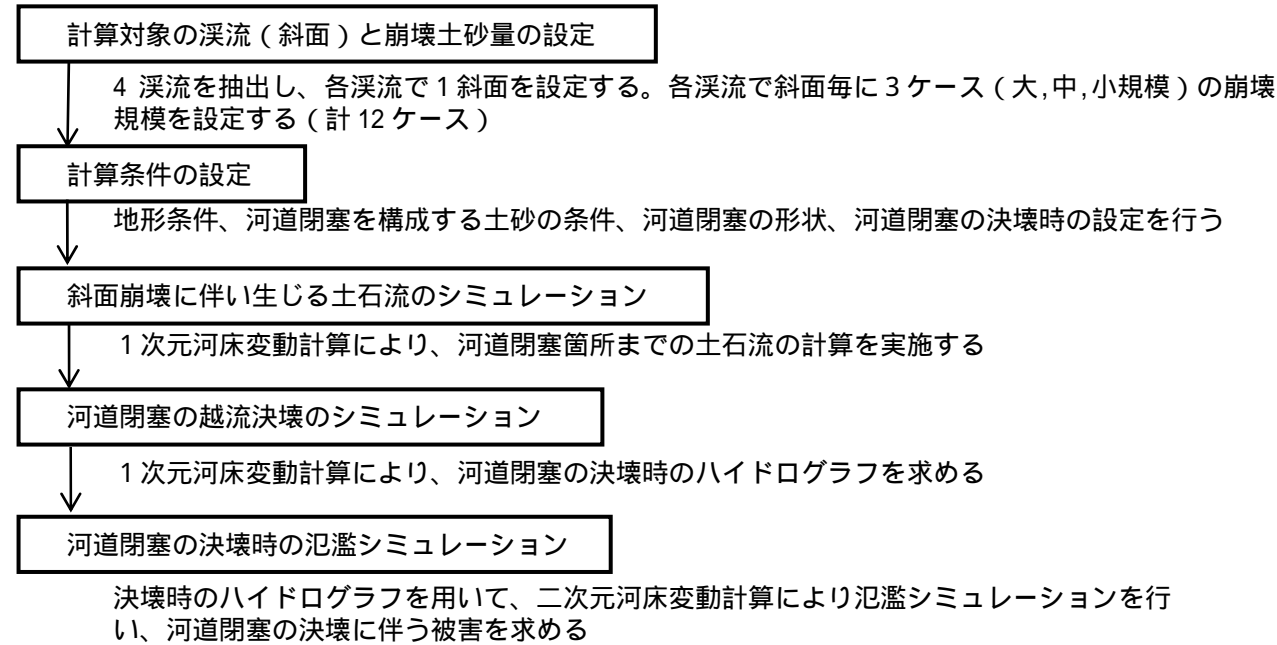 計算対象の渓流（斜面）と崩壊土砂量の設定
4 渓流を抽出し、各渓流で１斜面を設定する。各渓流で斜面毎に３ケース（大,中,小規模）の崩壊
規模を設定する（計 12 ケース）
計算条件の設定
地形条件、河道閉塞を構成する土砂の条件、河道閉塞の形状、河道閉塞の決壊時の設定を行う
斜面崩壊に伴い生じる土石流のシミュレーション
１次元河床変動計算により、河道閉塞箇所までの土石流の計算を実施する
河道閉塞の越流決壊のシミュレーション
１次元河床変動計算により、河道閉塞の決壊時のハイドログラフを求める
河道閉塞の決壊時の氾濫シミュレーション
決壊時のハイドログラフを用いて、二次元河床変動計算により氾濫シミュレーションを行
い、河道閉塞の決壊に伴う被害を求める